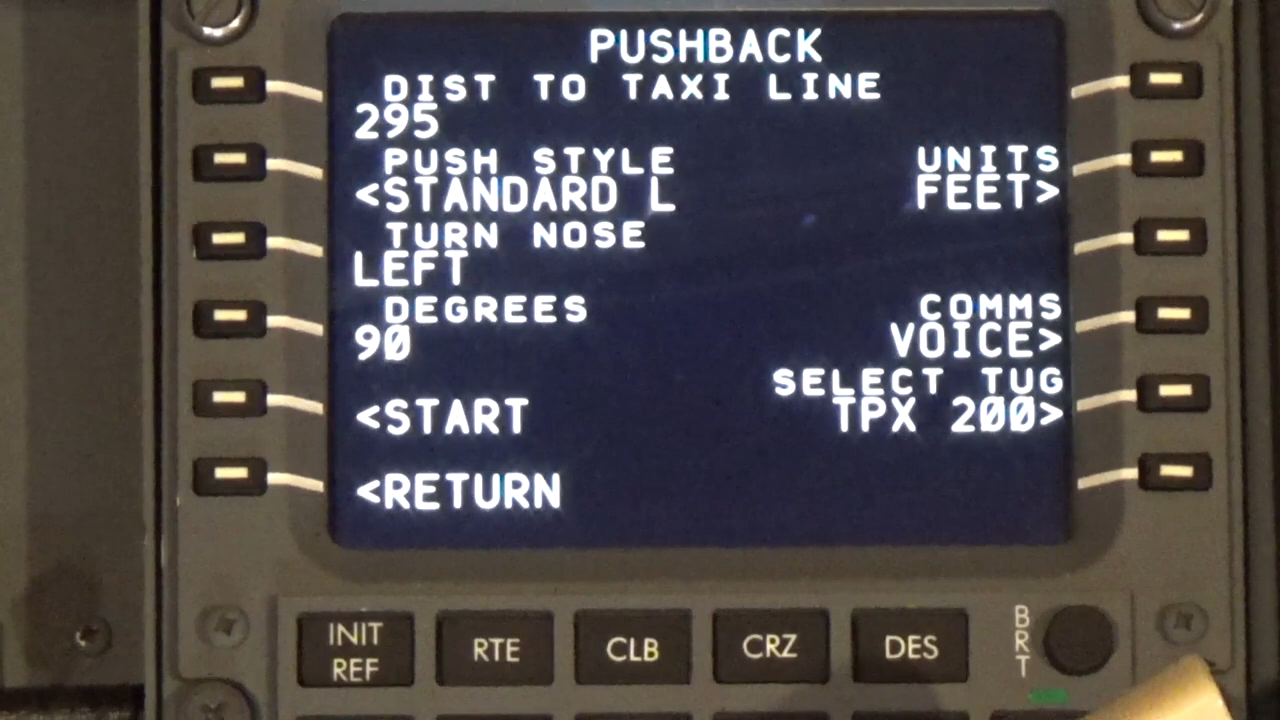 PUSHBACK
DIST TO TAXI LINE
295
PUSH STYLE UNITS
<STANDARD L FEET>
TURN NOSE
LEFT
DEGREES COMMS
90 VOICE>
SELECT TUG
<START TPX 200>
<RETURN
INIT REF RTE CLB CRZ DES BRT